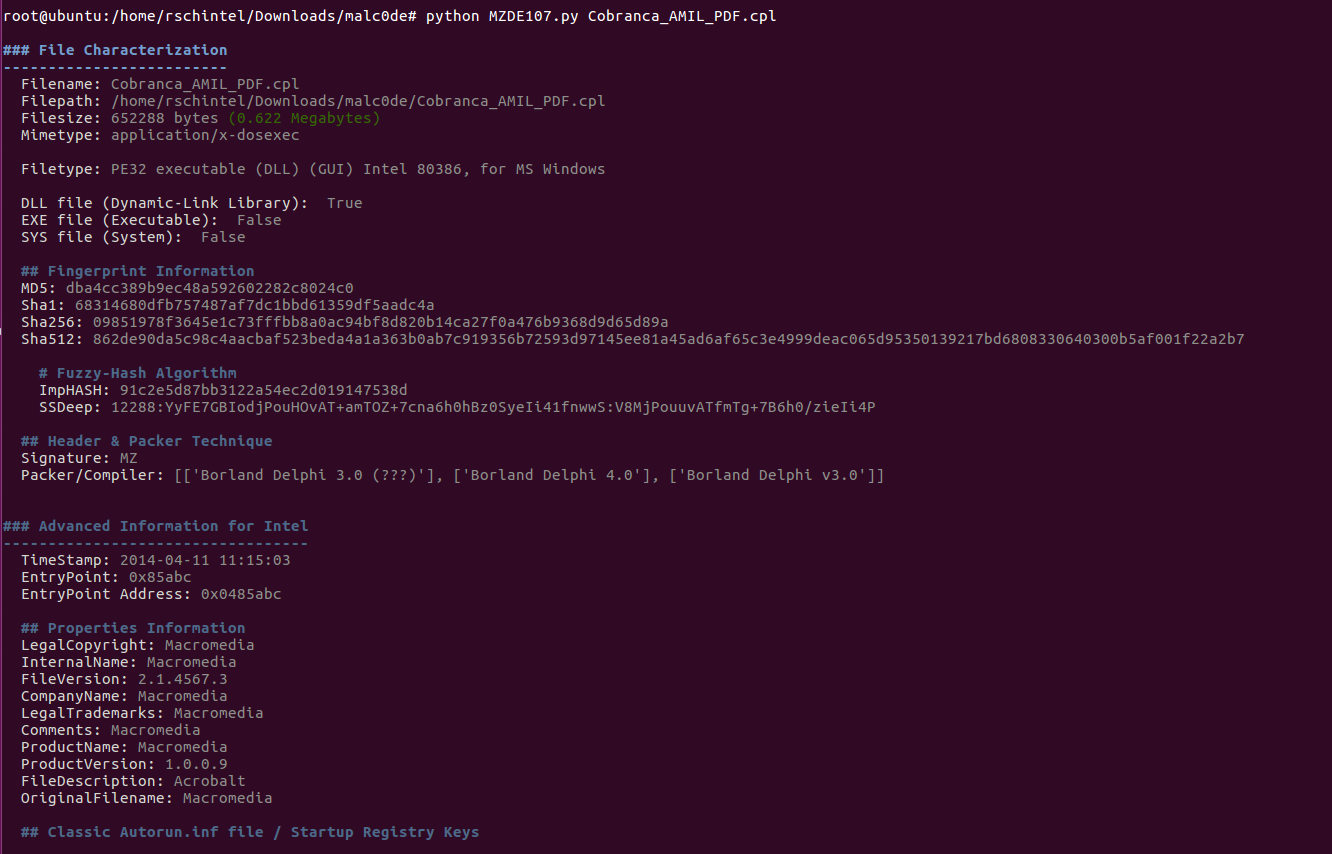 root@ubuntu:/home/rschintel/Downloads/malc0de# python MZDE107.py Cobranca_AMIL_PDF.cpl
### File Characterization
-------------------------
Filename: Cobranca_AMIL_PDF.cpl
Filepath: /home/rschintel/Downloads/malc0de/Cobranca_AMIL_PDF.cpl
Filesize: 652288 bytes (0.622 Megabytes)
Mimetype: application/x-dosexec
Filetype: PE32 executable (DLL) (GUI) Intel 80386, for MS Windows
DLL file (Dynamic-Link Library):  True
EXE file (Executable):  False
SYS file (System):  False
## Fingerprint Information
MD5: dba4cc389b9ec48a592602282c8024c0
Sha1: 68314680dfb757487af7dc1bbd61359df5aadc4a
Sha256: 09851978f3645e1c73fffbb8a0ac94bf8d820b14ca27f0a476b9368d9d65d89a
Sha512: 862de90da5c98c4aacbaf523beda4a1a363b0ab7c919356b72593d97145ee81a45ad6af65c3e4999deac065d95350139217bd6808330640300b5af001f22a2b7
# Fuzzy-Hash Algorithm
ImpHASH: 91c2e5d87bb3122a54ec2d019147538d
SSDeep: 12288:YyFE7GBIodjPouHOvAT+amTOZ+7cna6h0hBz0SyeIi41fnwwS:V8MjPouuvATfmTg+7B6h0/zieIi4P
## Header & Packer Technique
Signature: MZ
Packer/Compiler: [['Borland Delphi 3.0 (???)'], ['Borland Delphi 4.0'], ['Borland Delphi v3.0']]
### Advanced Information for Intel
----------------------------------
TimeStamp: 2014-04-11 11:15:03
EntryPoint: 0x85abc
EntryPoint Address: 0x0485abc
## Properties Information
LegalCopyright: Macromedia
InternalName: Macromedia
FileVersion: 2.1.4567.3
CompanyName: Macromedia
LegalTrademarks: Macromedia
Comments: Macromedia
ProductName: Macromedia
ProductVersion: 1.0.0.9
FileDescription: Acrobalt
OriginalFilename: Macromedia
## Classic Autorun.inf file / Startup Registry Keys